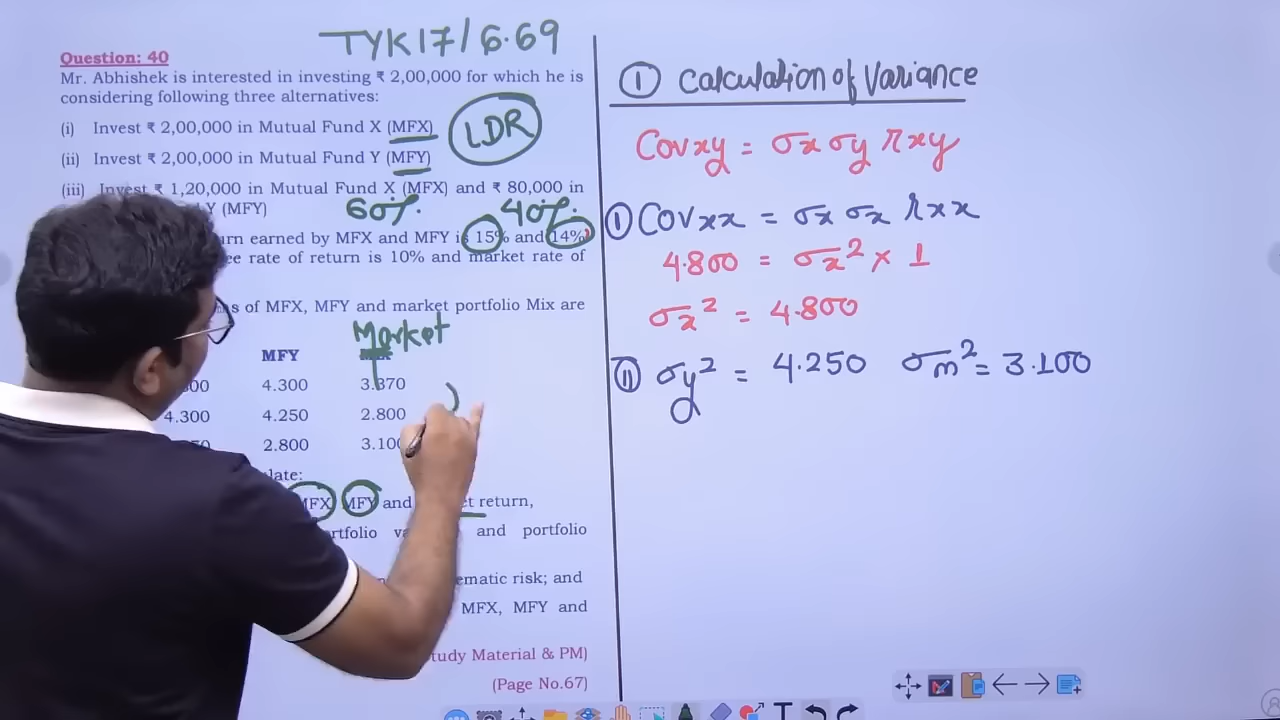 TYK17/6.69
Question: 40
Mr. Abhishek is interested in investing ₹ 2,00,000 for which he is
considering following three alternatives:
(i) Invest ₹ 2,00,000 in Mutual Fund X (MFX)
LDR
(ii) Invest ₹ 2,00,000 in Mutual Fund Y (MFY)
(iii) Invest ₹ 1,20,000 in Mutual Fund X (MFX) and ₹ 80,000 in
Y (MFY)
60%. 40%.
earned by MFX and MFY is 15% and 14%
rate of return is 10% and market rate of
of MFX, MFY and market portfolio Mix are
Market
MFY
4.300 3.370
4.300 4.250 2.800
2.800 3.100
MFX MFY and return,
and portfolio
risk; and
MFX, MFY and
Material & PM)
(Page No.67)
① Calculation of Variance
Covxy = σx σy rxy
① Covxx = σx σx rxx
4.800 = σx² × 1
σx² = 4.800
⑪ σy² = 4.250 σm² = 3.100